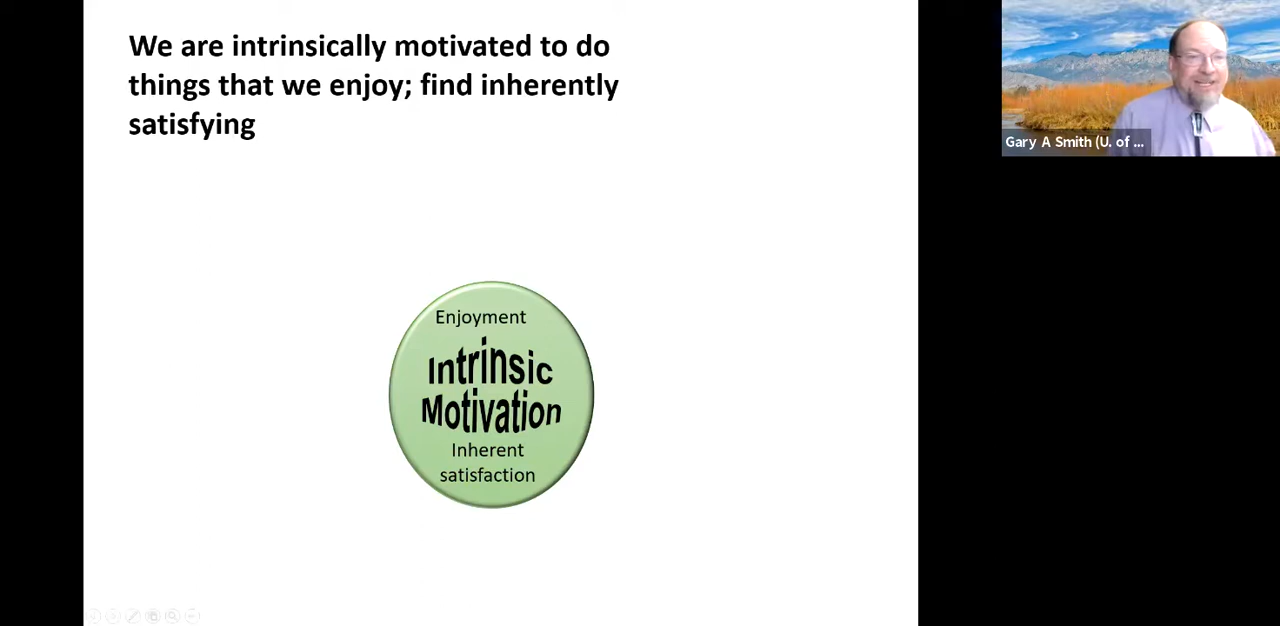 We are intrinsically motivated to do
things that we enjoy; find inherently
satisfying
Enjoyment
Intrinsic
Motivation
Inherent
satisfaction
Gary A Smith (U. of ...